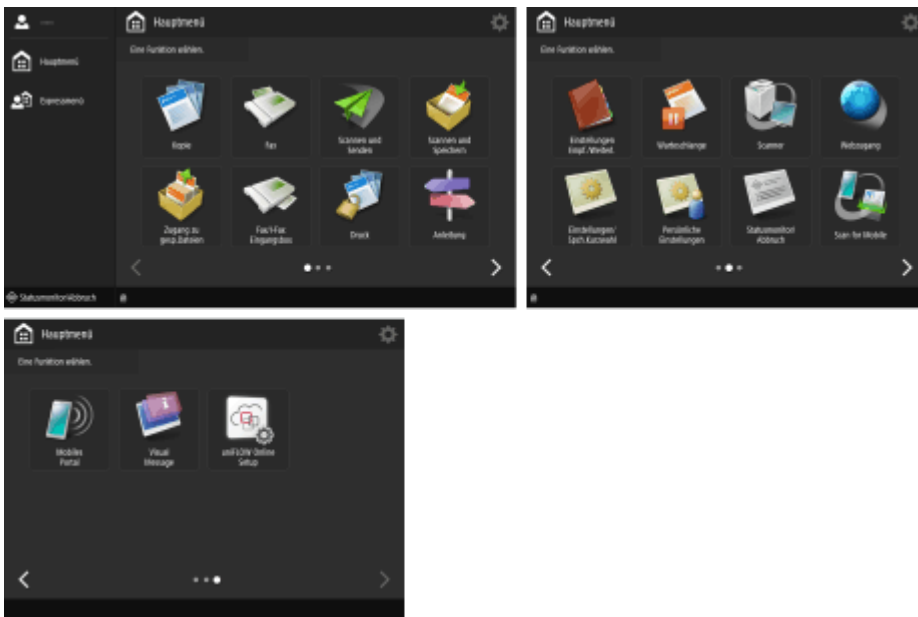 Hauptmenü
Eine Funktion wählen.
Hauptmenü
Expressmenü
Kopie
Fax
Scannen und
Senden
Scannen und
Speichern
Zugang zu
gesp.Dateien
Fax/I-Fax
Eingangsbox
Druck
Anleitung
Statusmonitor/Abbruch
Hauptmenü
Eine Funktion wählen.
Einstellungen
Empf./Weiterl.
Warteschlange
Scanner
Webzugang
Einstellungen/
Spch.Kurzwahl
Persönliche
Einstellungen
Statusmonitor/
Abbruch
Scan for Mobile
Hauptmenü
Eine Funktion wählen.
Mobiles
Portal
Visual
Message
uniFLOW Online
Setup